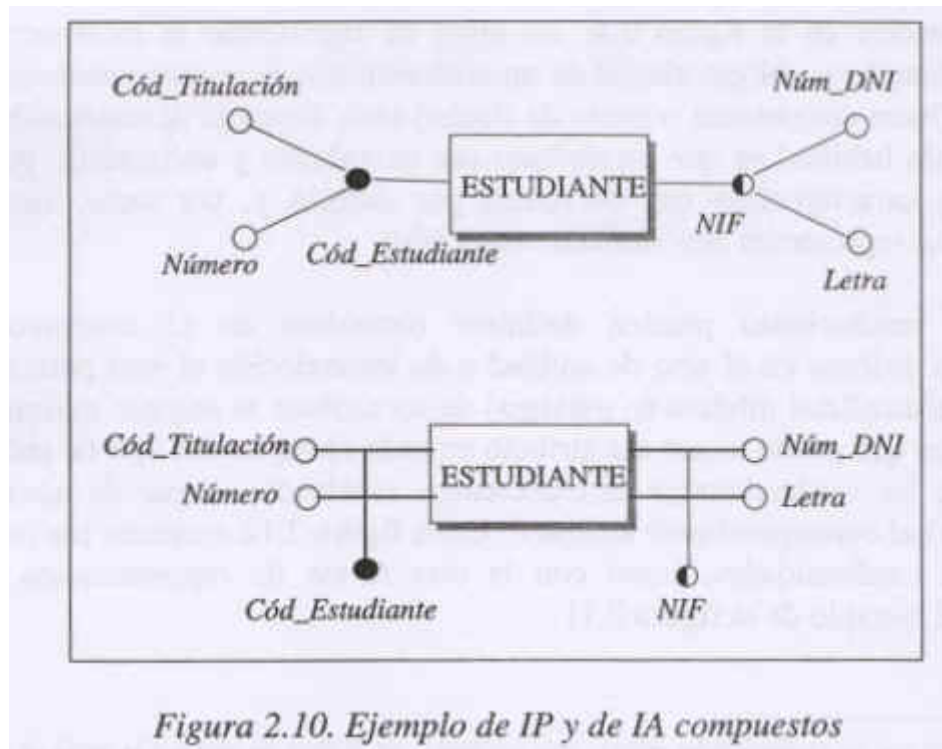 Cód_Titulación
Núm_DNI
ESTUDIANTE
NIF
Número
Cód_Estudiante
Letra
Cód_Titulación
Núm_DNI
ESTUDIANTE
Número
Letra
Cód_Estudiante
NIF
Figura 2.10. Ejemplo de IP y de IA compuestos